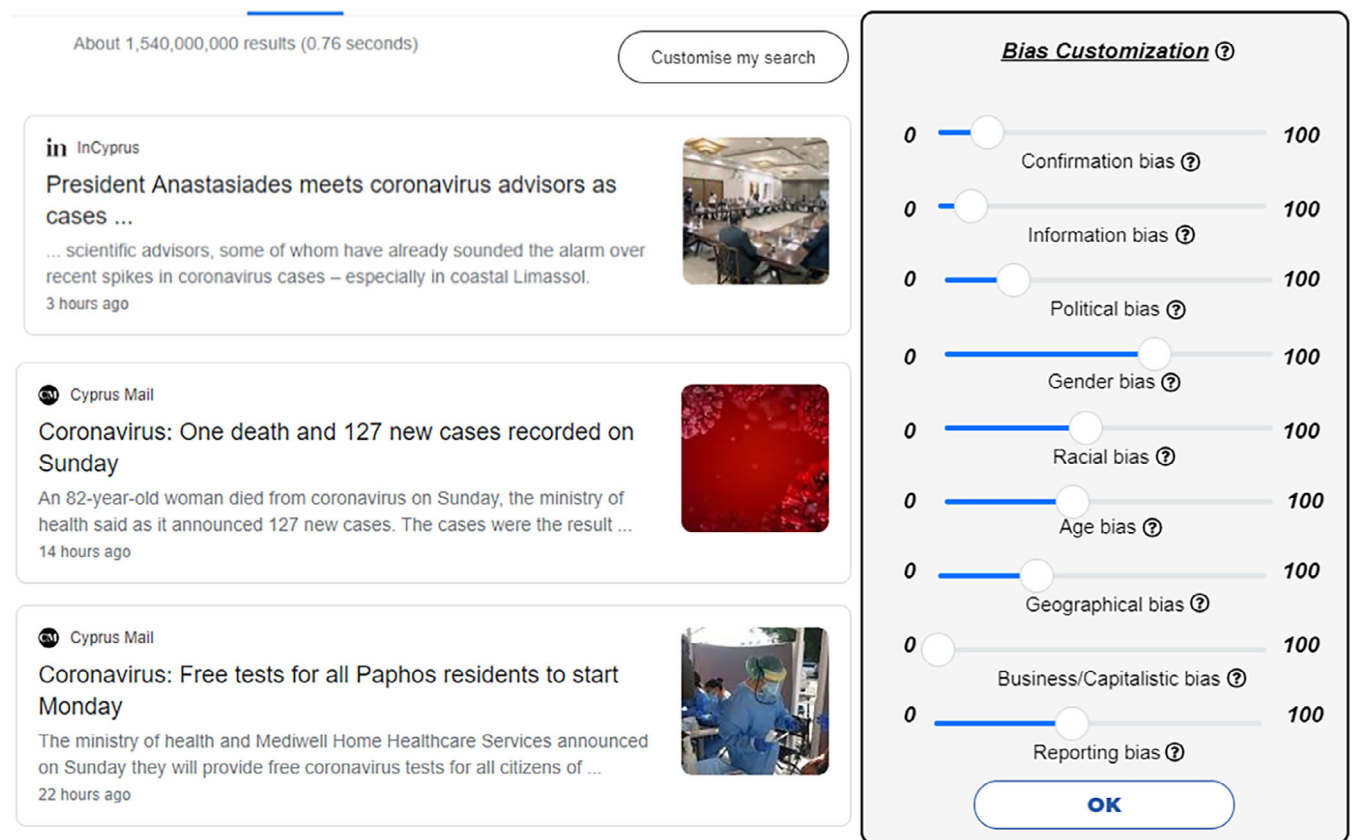 About 1,540,000,000 results (0.76 seconds)
Customise my search
in InCyprus
President Anastasiades meets coronavirus advisors as
cases ...
... scientific advisors, some of whom have already sounded the alarm over
recent spikes in coronavirus cases – especially in coastal Limassol.
3 hours ago
CM Cyprus Mail
Coronavirus: One death and 127 new cases recorded on
Sunday
An 82-year-old woman died from coronavirus on Sunday, the ministry of
health said as it announced 127 new cases. The cases were the result ...
14 hours ago
CM Cyprus Mail
Coronavirus: Free tests for all Paphos residents to start
Monday
The ministry of health and Mediwell Home Healthcare Services announced
on Sunday they will provide free coronavirus tests for all citizens of ...
22 hours ago
Bias Customization ?
0 100
Confirmation bias ?
0 100
Information bias ?
0 100
Political bias ?
0 100
Gender bias ?
0 100
Racial bias ?
0 100
Age bias ?
0 100
Geographical bias ?
0 100
Business/Capitalistic bias ?
0 100
Reporting bias ?
OK